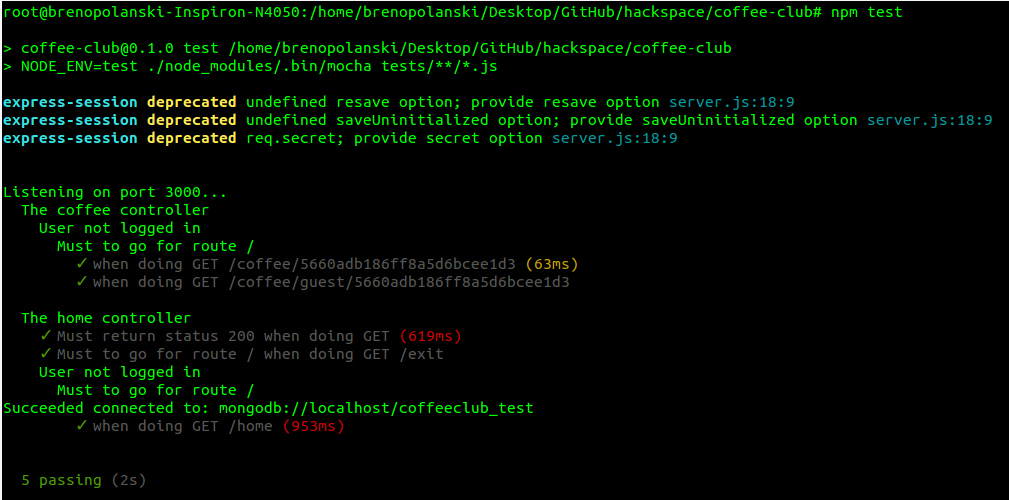 root@brenopolanski-Inspiron-N4050:/home/brenopolanski/Desktop/GitHub/hackspace/coffee-club# npm test
> coffee-club@0.1.0 test /home/brenopolanski/Desktop/GitHub/hackspace/coffee-club
> NODE_ENV=test ./node_modules/.bin/mocha tests/**/*.js
express-session deprecated undefined resave option; provide resave option server.js:18:9
express-session deprecated undefined saveUninitialized option; provide saveUninitialized option server.js:18:9
express-session deprecated req.secret; provide secret option server.js:18:9
Listening on port 3000...
The coffee controller
User not logged in
Must to go for route /
✓ when doing GET /coffee/5660adb186ff8a5d6bcee1d3 (63ms)
✓ when doing GET /coffee/guest/5660adb186ff8a5d6bcee1d3
The home controller
✓ Must return status 200 when doing GET (619ms)
✓ Must to go for route / when doing GET /exit
User not logged in
Must to go for route /
Succeeded connected to: mongodb://localhost/coffeeclub_test
✓ when doing GET /home (953ms)
5 passing (2s)